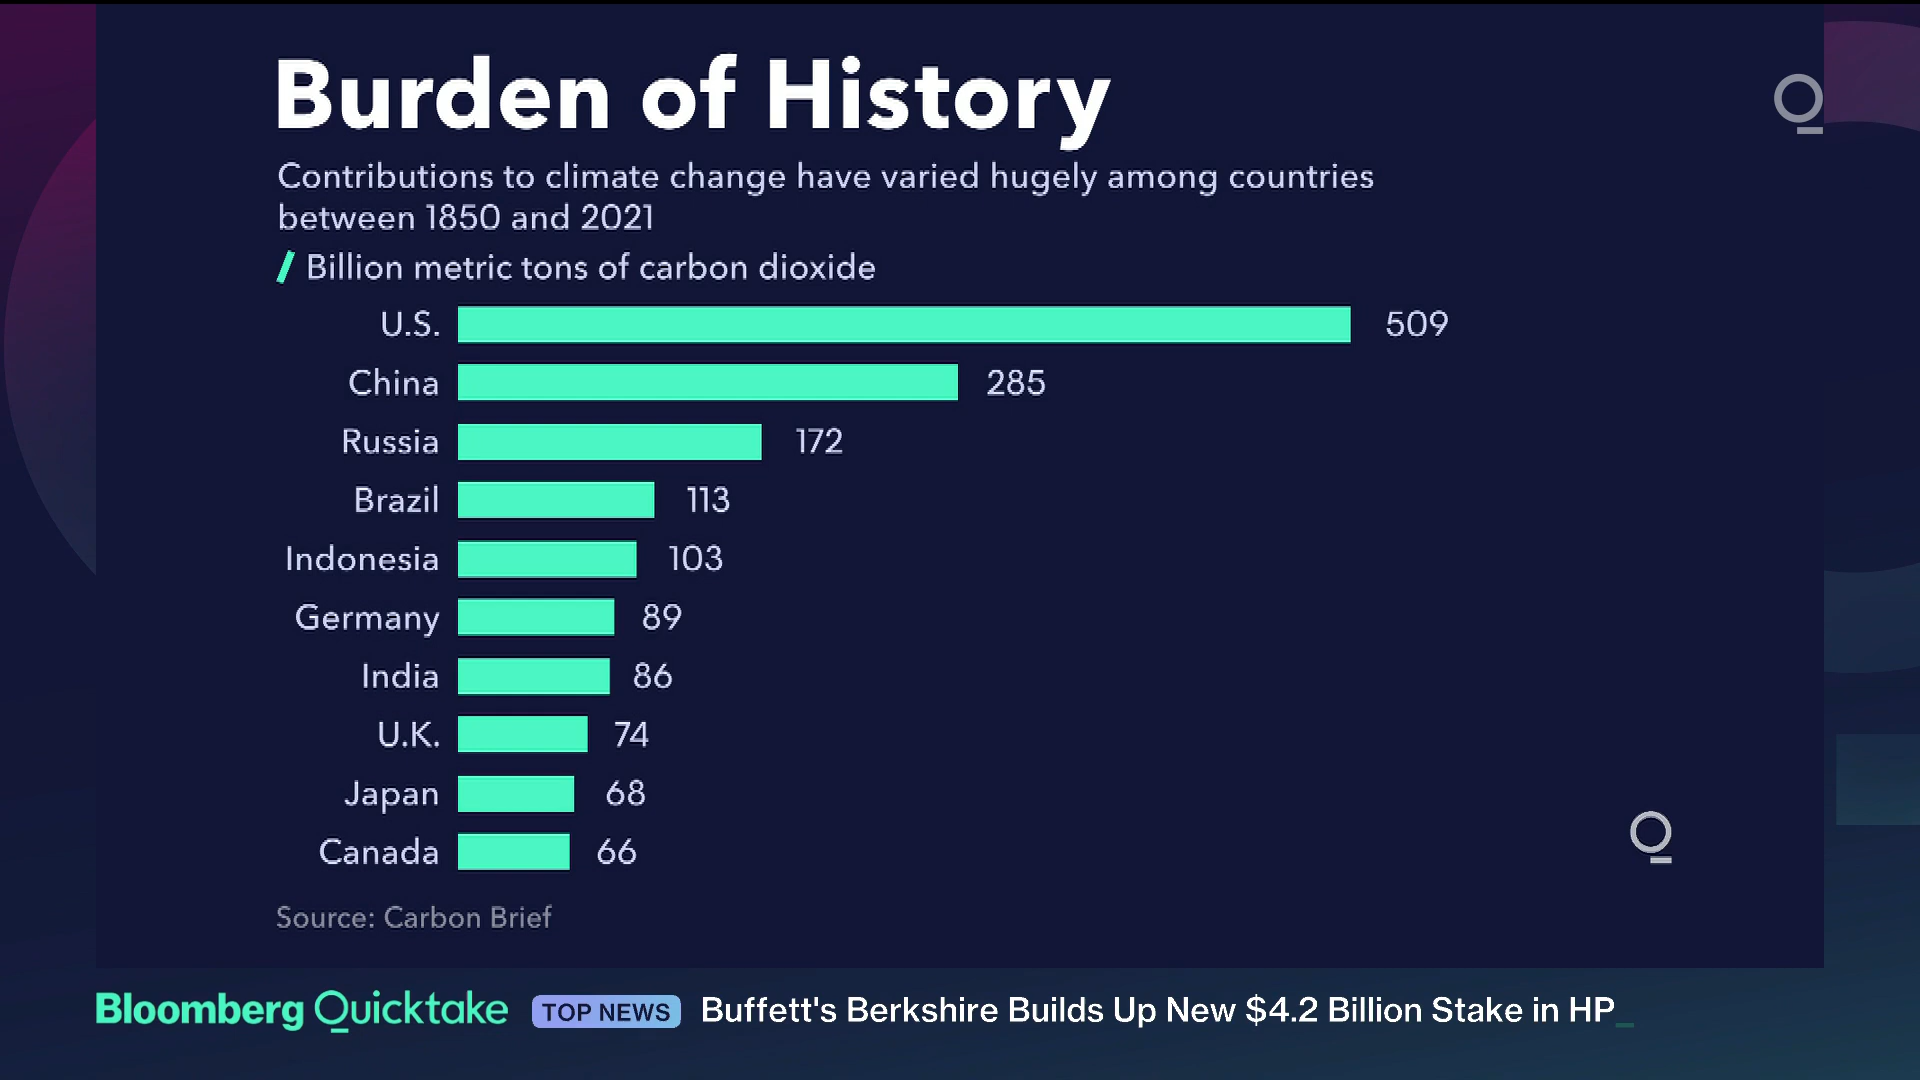 Burden of History
Contributions to climate change have varied hugely among countries
between 1850 and 2021
Billion metric tons of carbon dioxide
U.S. 509
China 285
Russia 172
Brazil 113
Indonesia 103
Germany 89
India 86
U.K. 74
Japan 68
Canada 66
Source: Carbon Brief
Bloomberg Quicktake TOP NEWS Buffett's Berkshire Builds Up New $4.2 Billion Stake in HP_